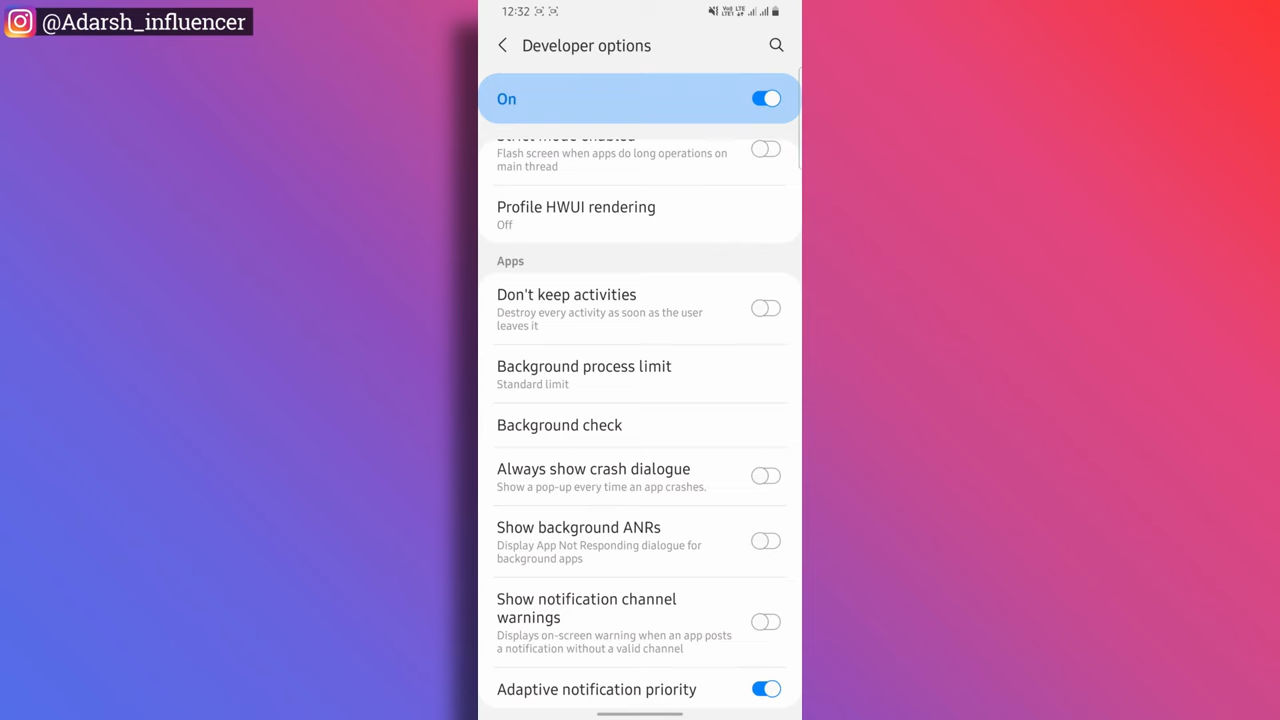 @Adarsh_influencer
12:32
Developer options
On
Strict mode enabled
Flash screen when apps do long operations on
main thread
Profile HWUI rendering
Off
Apps
Don't keep activities
Destroy every activity as soon as the user
leaves it
Background process limit
Standard limit
Background check
Always show crash dialogue
Show a pop-up every time an app crashes.
Show background ANRs
Display App Not Responding dialogue for
background apps
Show notification channel
warnings
Displays on-screen warning when an app posts
a notification without a valid channel
Adaptive notification priority